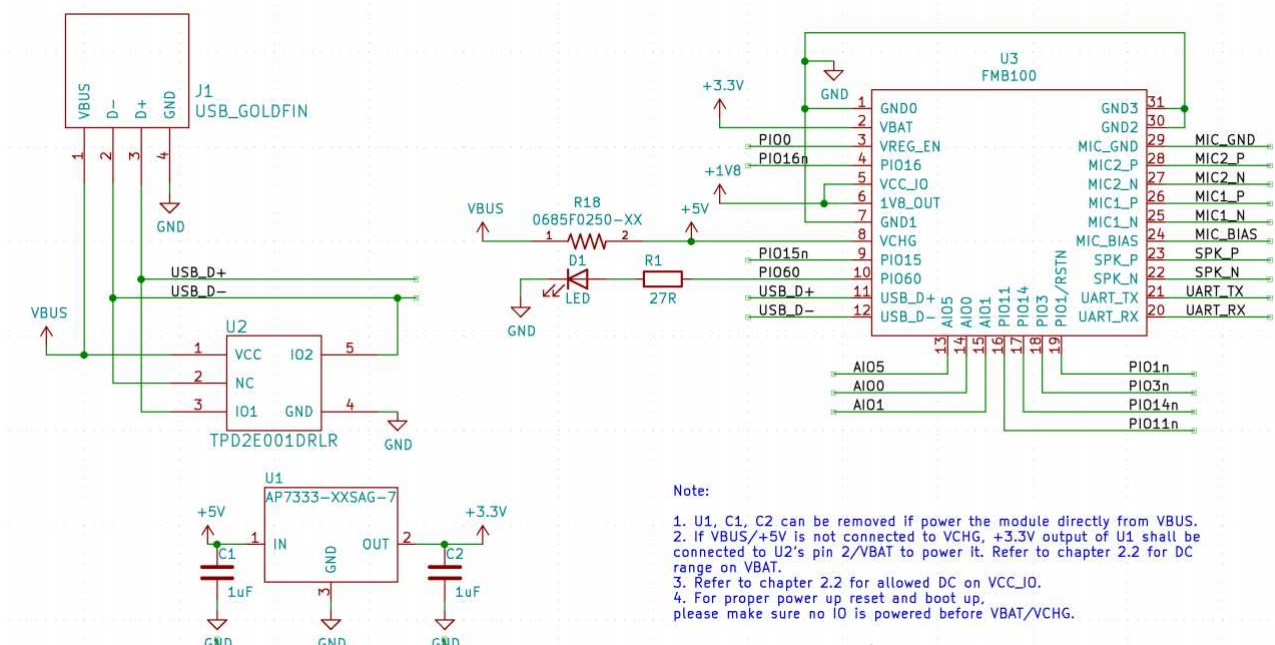 J1
USB_GOLDFIN
VBUS
D-
D+
GND
1
2
3
4
GND
USB_D+
USB_D-
VBUS
U2
1 VCC IO2 5
2 NC
3 IO1 GND 4
TPD2E001DRLR
GND
U1
AP7333-XXSAG-7
+5V
+3.3V
1 IN OUT 2
GND
3
C1
1uF
C2
1uF
GND
GND
GND
VBUS
R18
0685F0250-XX
1 2
+5V
D1
LED
R1
27R
GND
+3.3V
+1V8
GND
U3
FMB100
PIO0
PIO16n
PIO15n
PIO60
USB_D+
USB_D-
1 GND0
2 VBAT
3 VREG_EN
4 PIO16
5 VCC_IO
6 1V8_OUT
7 GND1
8 VCHG
9 PIO15
10 PIO60
11 USB_D+
12 USB_D-
AIO5
AIO0
AIO1
PIO11
PIO14
PIO3
PIO1/RSTN
13
14
15
16
17
18
19
GND3 31
GND2 30
MIC_GND 29 MIC_GND
MIC2_P 28 MIC2_P
MIC2_N 27 MIC2_N
MIC1_P 26 MIC1_P
MIC1_N 25 MIC1_N
MIC_BIAS 24 MIC_BIAS
SPK_P 23 SPK_P
SPK_N 22 SPK_N
UART_TX 21 UART_TX
UART_RX 20 UART_RX
AIO5
AIO0
AIO1
PIO1n
PIO3n
PIO14n
PIO11n
Note:
1. U1, C1, C2 can be removed if power the module directly from VBUS.
2. If VBUS/+5V is not connected to VCHG, +3.3V output of U1 shall be
connected to U2's pin 2/VBAT to power it. Refer to chapter 2.2 for DC
range on VBAT.
3. Refer to chapter 2.2 for allowed DC on VCC_IO.
4. For proper power up reset and boot up,
please make sure no IO is powered before VBAT/VCHG.